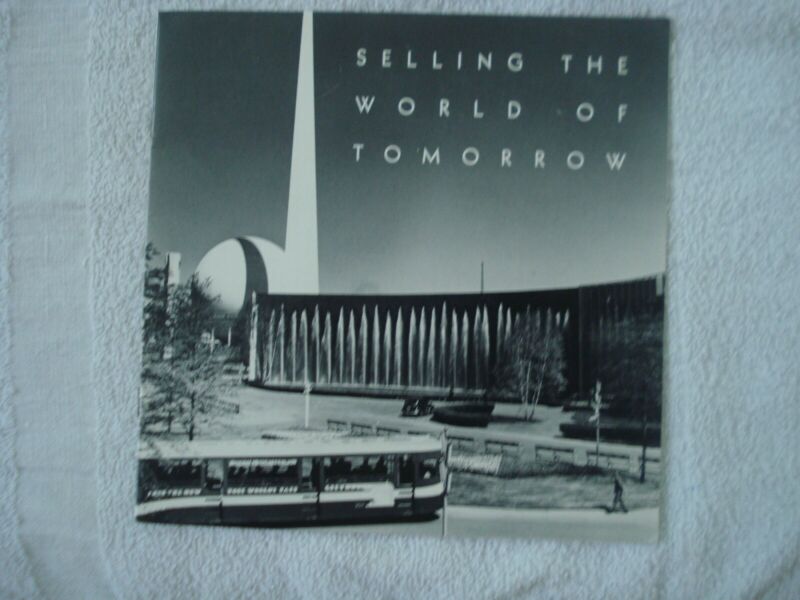 SELLING THE
WORLD OF
TOMORROW